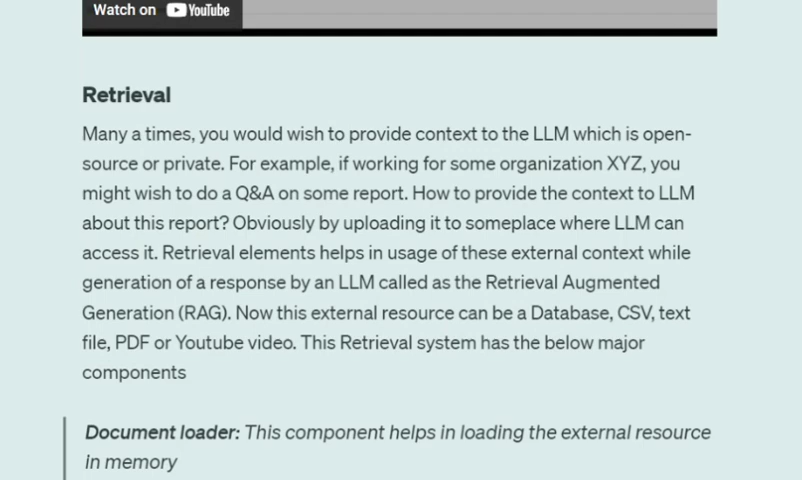 Watch on YouTube
Retrieval
Many a times, you would wish to provide context to the LLM which is open-
source or private. For example, if working for some organization XYZ, you
might wish to do a Q&A on some report. How to provide the context to LLM
about this report? Obviously by uploading it to someplace where LLM can
access it. Retrieval elements helps in usage of these external context while
generation of a response by an LLM called as the Retrieval Augmented
Generation (RAG). Now this external resource can be a Database, CSV, text
file, PDF or Youtube video. This Retrieval system has the below major
components
Document loader: This component helps in loading the external resource
in memory